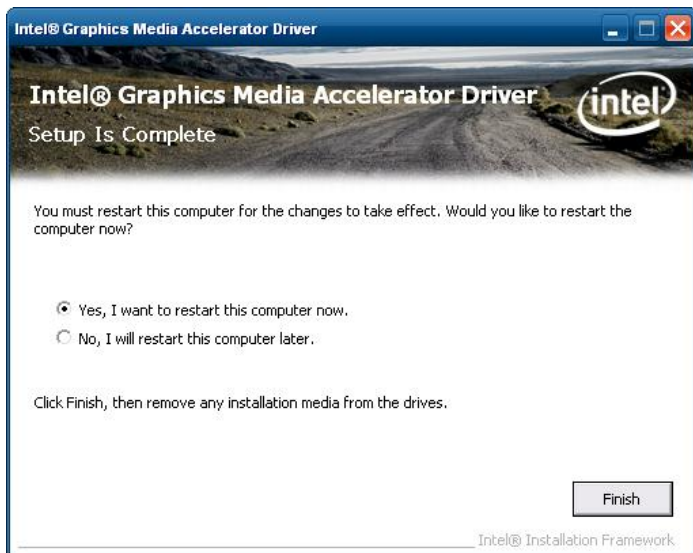 Intel® Graphics Media Accelerator Driver
Intel® Graphics Media Accelerator Driver
Setup Is Complete
intel
You must restart this computer for the changes to take effect. Would you like to restart the
computer now?
Yes, I want to restart this computer now.
No, I will restart this computer later.
Click Finish, then remove any installation media from the drives.
Finish
Intel® Installation Framework